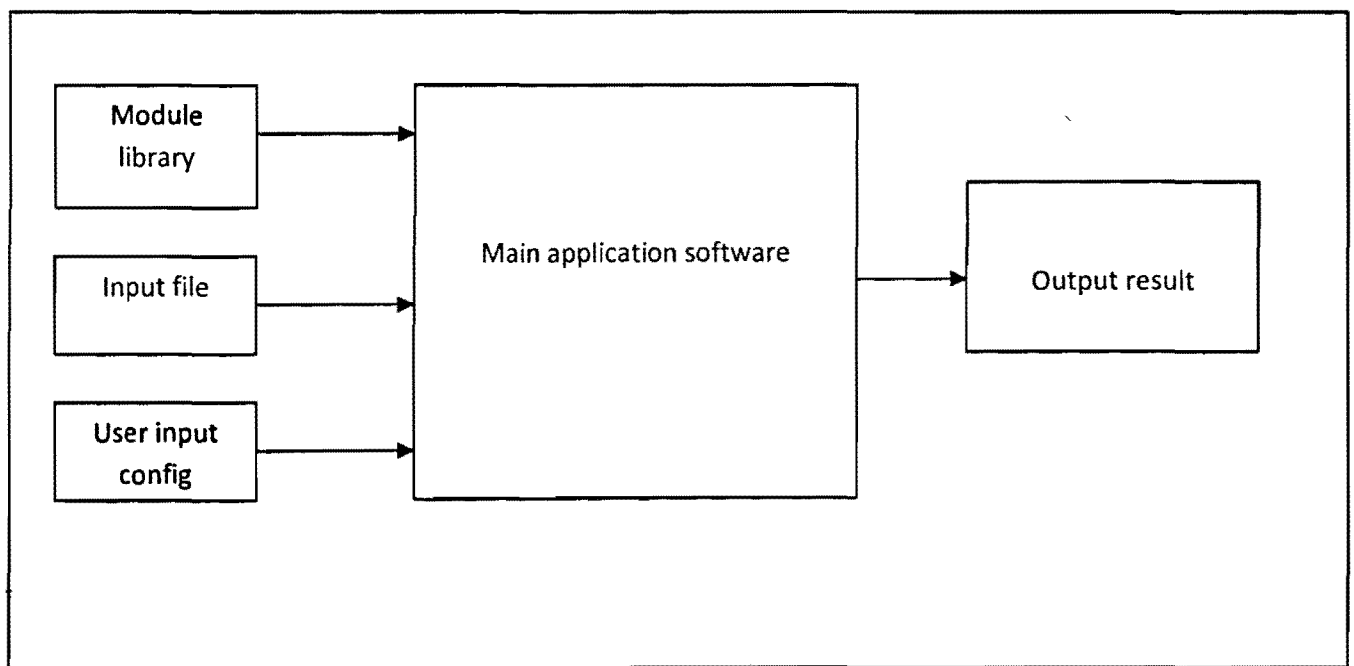 Module
library
Input file
User input
config
Main application software
Output result